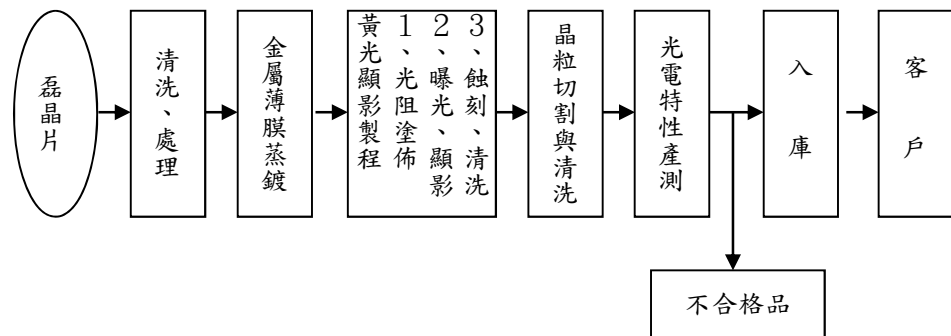 磊晶片
清洗、處理
金屬薄膜蒸鍍
黃光顯影製程
１、光阻塗佈
２、曝光、顯影
３、蝕刻、清洗
晶粒切割與清洗
光電特性產測
入庫
客戶
不合格品